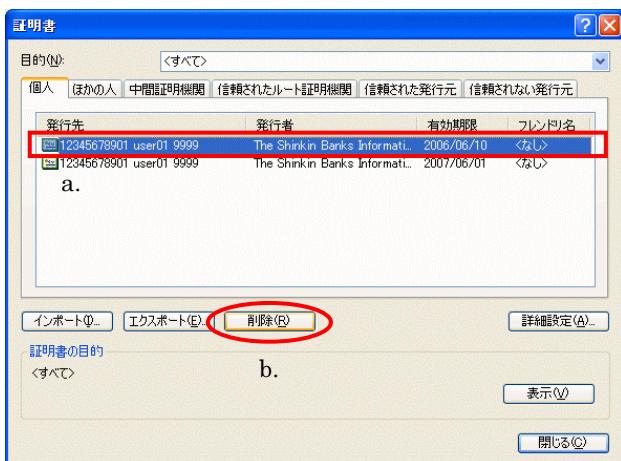 証明書
目的(N): <すべて>
個人 ほかの人 中間証明機関 信頼されたルート証明機関 信頼された発行元 信頼されない発行元
発行先 発行者 有効期限 フレンドリ名
12345678901 user01 9999 The Shinkin Banks Informati... 2006/06/10 <なし>
12345678901 user01 9999 The Shinkin Banks Informati... 2007/06/01 <なし>
a.
インポート(I)... エクスポート(E)... 削除(R) 詳細設定(A)...
証明書の目的
<すべて>
b.
表示(V)
閉じる(C)